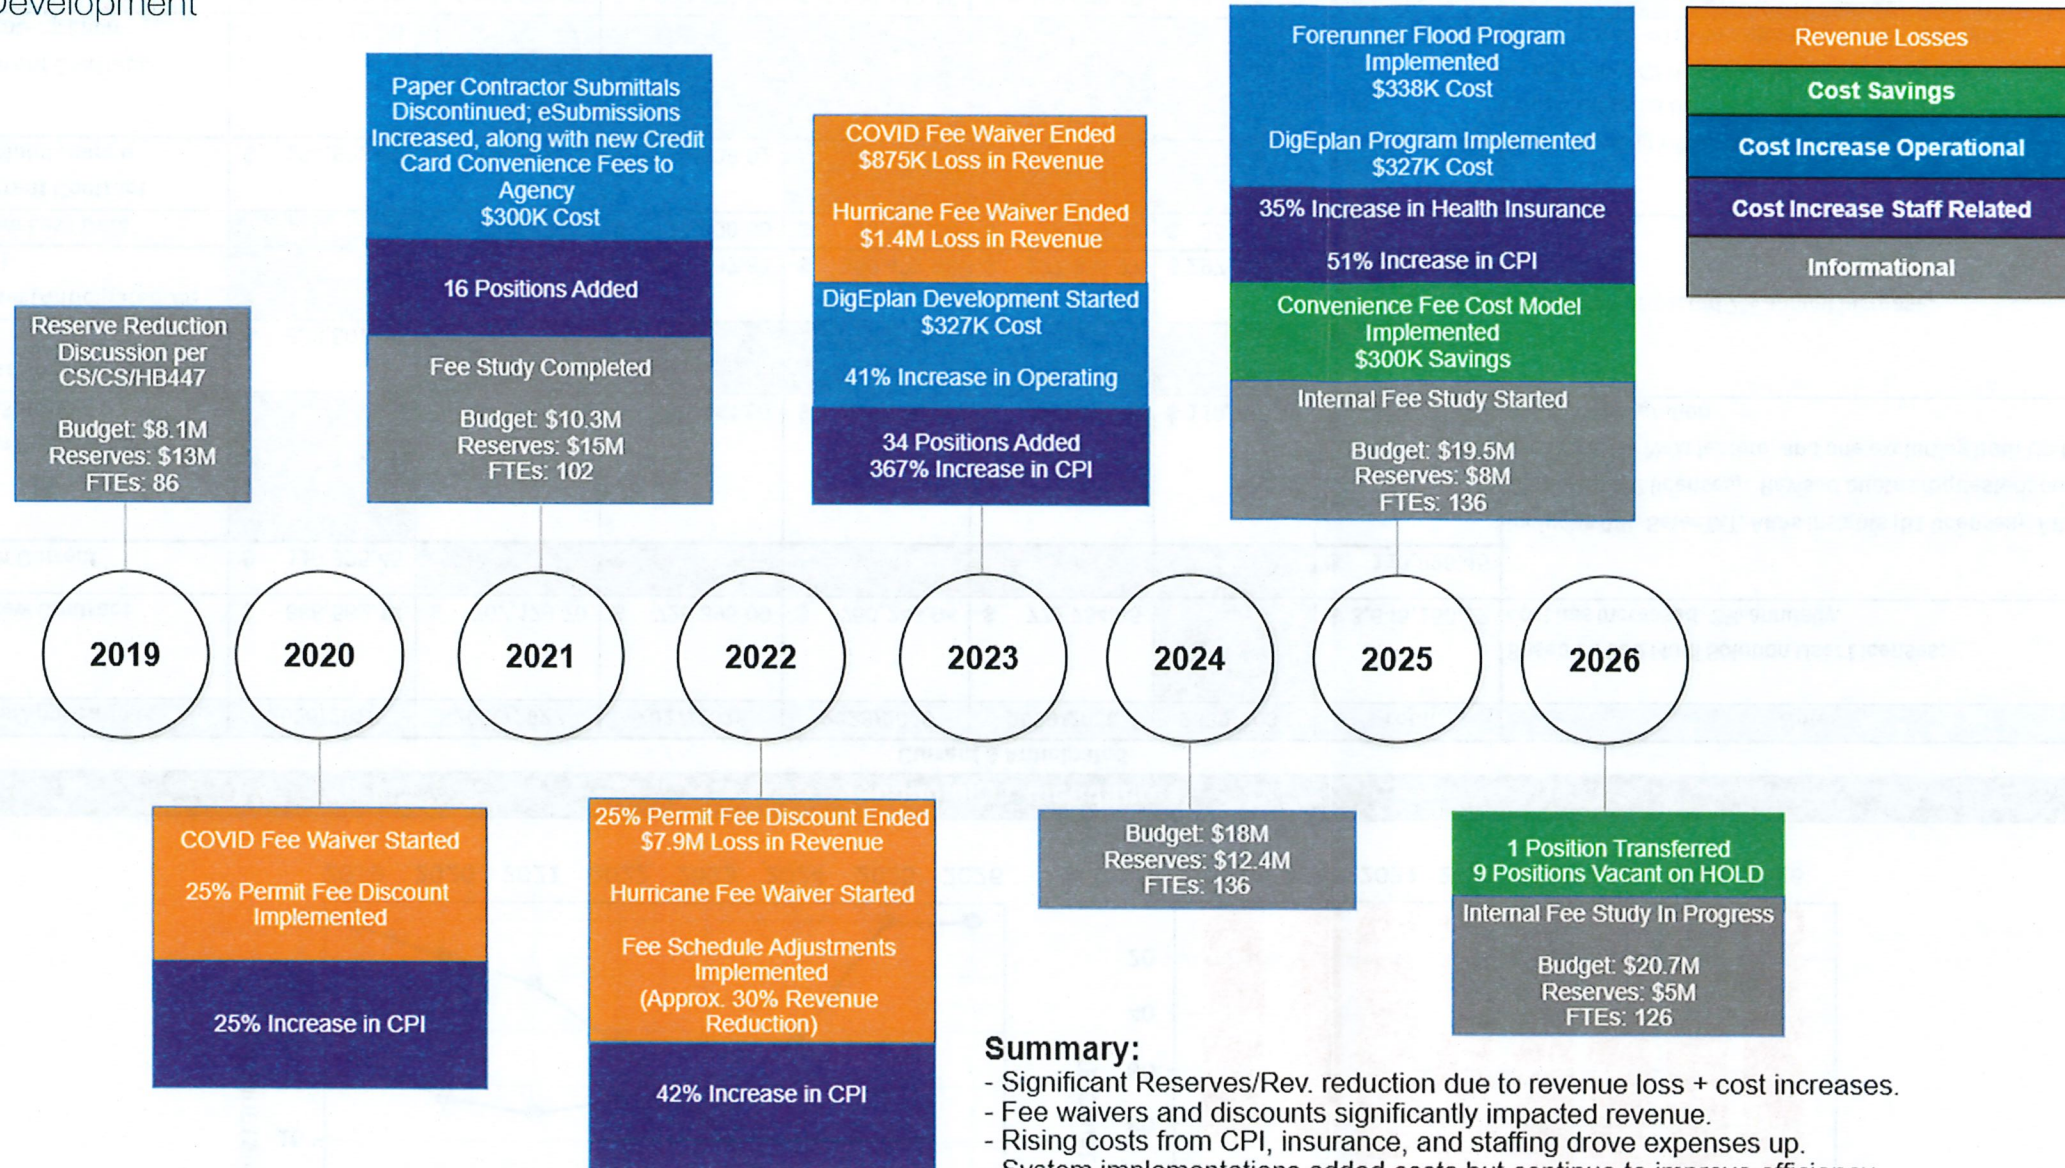 Development
Reserve Reduction
Discussion per
CS/CS/HB447
Budget: $8.1M
Reserves: $13M
FTEs: 86
Paper Contractor Submittals
Discontinued; eSubmissions
Increased, along with new Credit
Card Convenience Fees to
Agency
$300K Cost
16 Positions Added
Fee Study Completed
Budget: $10.3M
Reserves: $15M
FTEs: 102
COVID Fee Waiver Ended
$875K Loss in Revenue
Hurricane Fee Waiver Ended
$1.4M Loss in Revenue
DigEplan Development Started
$327K Cost
41% Increase in Operating
34 Positions Added
367% Increase in CPI
Forerunner Flood Program
Implemented
$338K Cost
DigEplan Program Implemented
$327K Cost
35% Increase in Health Insurance
51% Increase in CPI
Convenience Fee Cost Model
Implemented
$300K Savings
Internal Fee Study Started
Budget: $19.5M
Reserves: $8M
FTEs: 136
Revenue Losses
Cost Savings
Cost Increase Operational
Cost Increase Staff Related
Informational
2019
2020
2021
2022
2023
2024
2025
2026
COVID Fee Waiver Started
25% Permit Fee Discount
Implemented
25% Increase in CPI
25% Permit Fee Discount Ended
$7.9M Loss in Revenue
Hurricane Fee Waiver Started
Fee Schedule Adjustments
Implemented
(Approx. 30% Revenue
Reduction)
42% Increase in CPI
Budget: $18M
Reserves: $12.4M
FTEs: 136
1 Position Transferred
9 Positions Vacant on HOLD
Internal Fee Study In Progress
Budget: $20.7M
Reserves: $5M
FTEs: 126
Summary:
- Significant Reserves/Rev. reduction due to revenue loss + cost increases.
- Fee waivers and discounts significantly impacted revenue.
- Rising costs from CPI, insurance, and staffing drove expenses up.
- System implementations added costs but continue to improve efficiency.